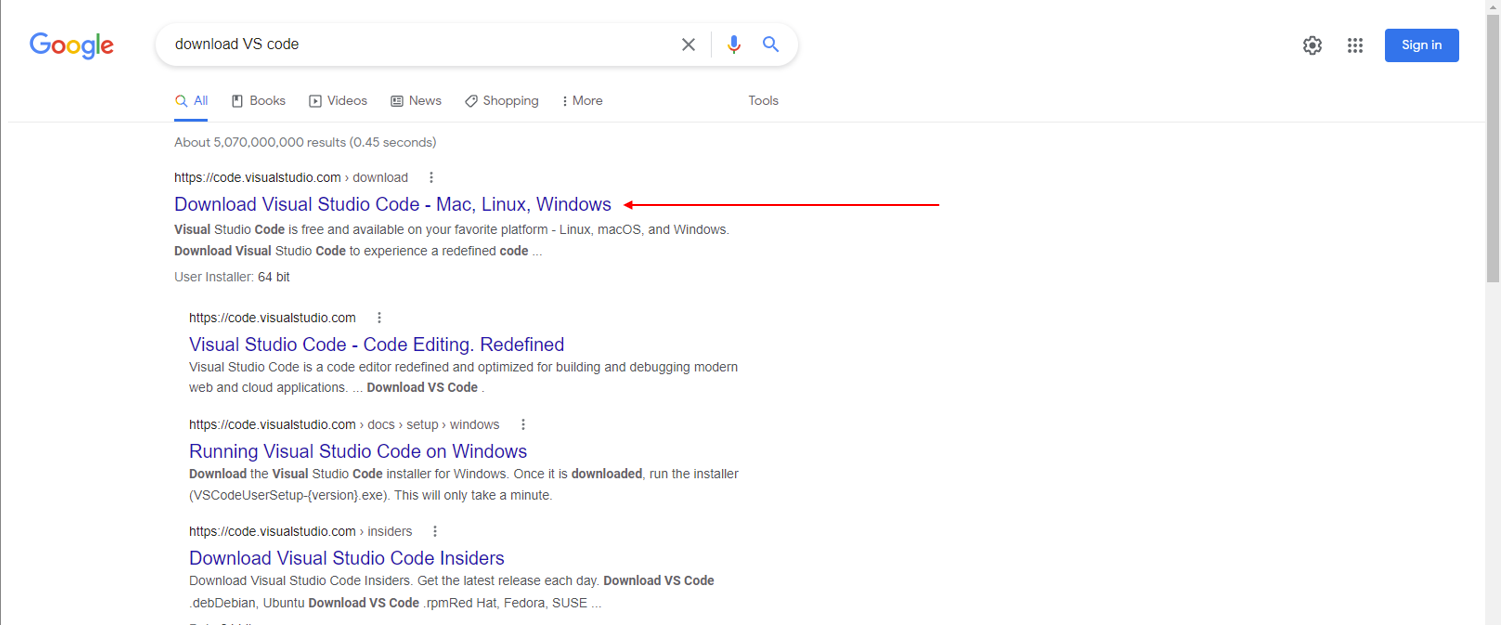 Google
download VS code
Sign in
All
Books
Videos
News
Shopping
More
Tools
About 5,070,000,000 results (0.45 seconds)
https://code.visualstudio.com › download
Download Visual Studio Code - Mac, Linux, Windows
Visual Studio Code is free and available on your favorite platform - Linux, macOS, and Windows.
Download Visual Studio Code to experience a redefined code ...
User Installer: 64 bit
https://code.visualstudio.com
Visual Studio Code - Code Editing. Redefined
Visual Studio Code is a code editor redefined and optimized for building and debugging modern
web and cloud applications. ... Download VS Code .
https://code.visualstudio.com › docs › setup › windows
Running Visual Studio Code on Windows
Download the Visual Studio Code installer for Windows. Once it is downloaded, run the installer
(VSCodeUserSetup-{version}.exe). This will only take a minute.
https://code.visualstudio.com › insiders
Download Visual Studio Code Insiders
Download Visual Studio Code Insiders. Get the latest release each day. Download VS Code
.debDebian, Ubuntu Download VS Code .rpmRed Hat, Fedora, SUSE ...